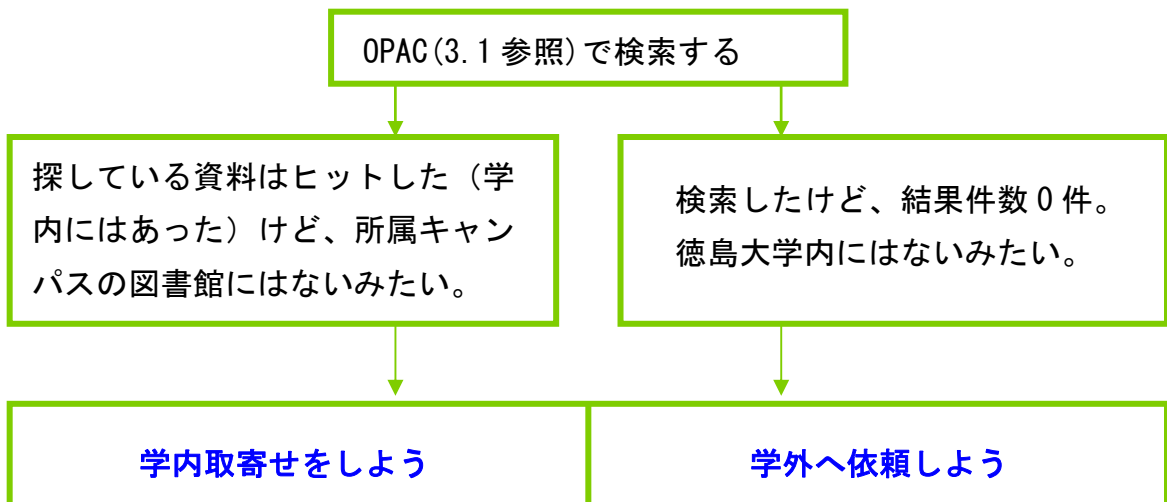 OPAC(3.1 参照)で検索する
探している資料はヒットした（学
内にはあった）けど、所属キャン
パスの図書館にはないみたい。
検索したけど、結果件数 0 件。
徳島大学内にはないみたい。
学内取寄せをしよう
学外へ依頼しよう